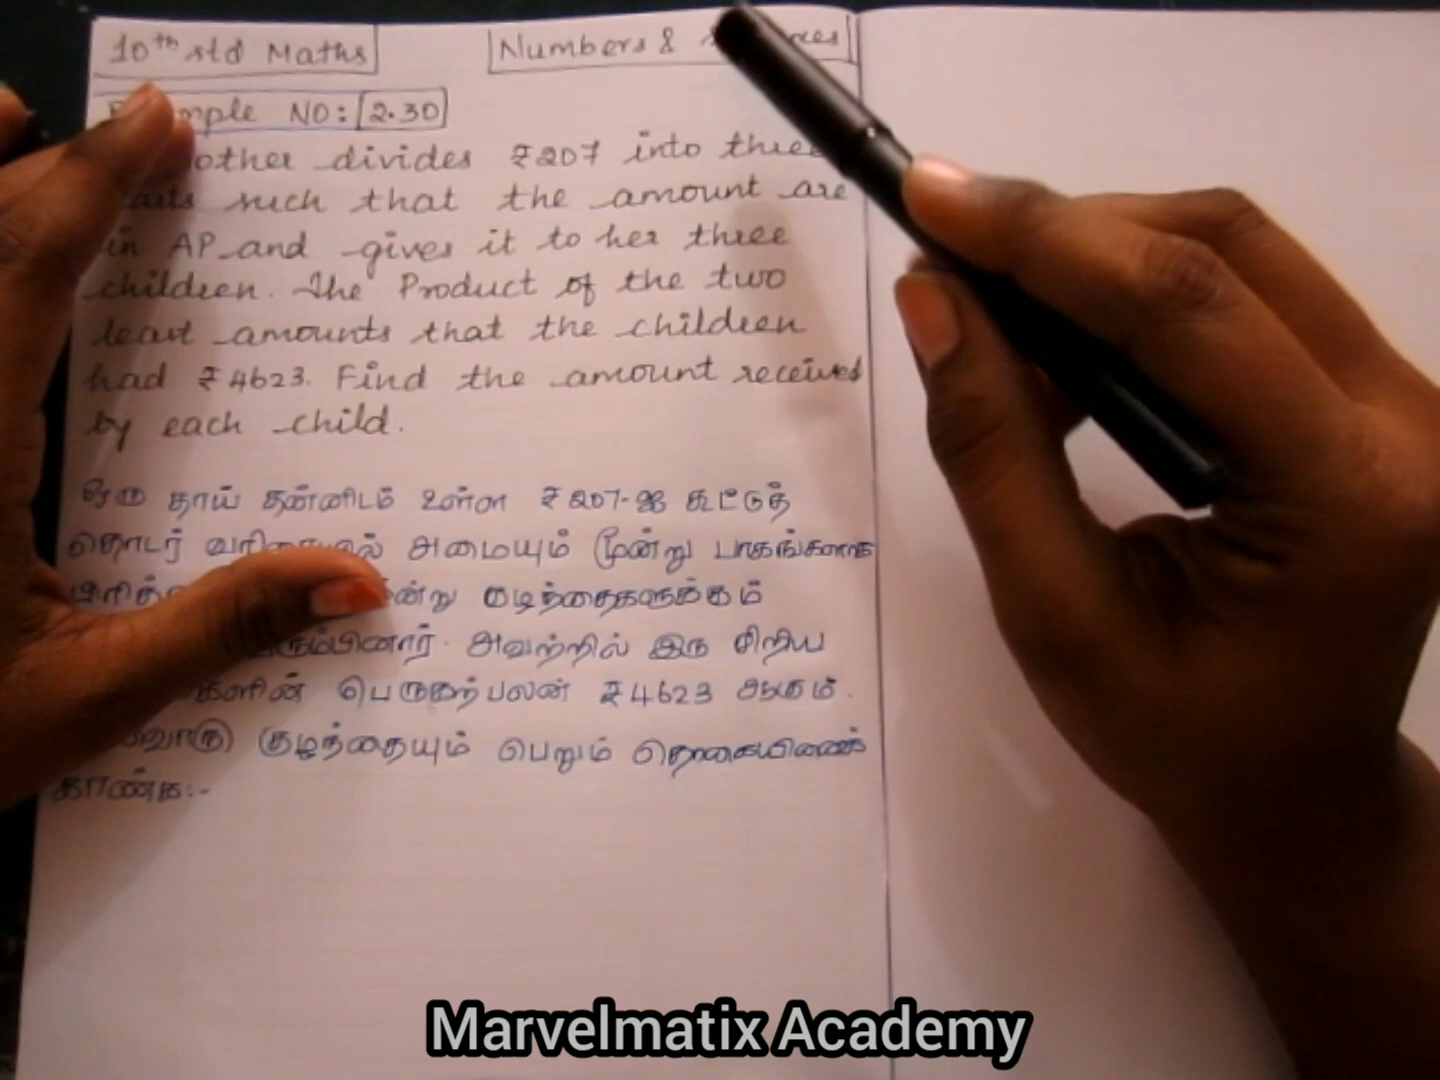 10th std Maths
Numbers &
NO: 2.30
divides ₹207 into three
such that the amount are
in AP and gives it to her three
children. The Product of the two
least amounts that the children
had ₹4623. Find the amount received
by each child.
ஒரு தாய் தன்னிடம் உள்ள ₹207-ஐ கூட்டுத்
தொடர் அமையும் மூன்று பாகங்களாக
குழந்தைகளுக்கும்
அவற்றில் இரு சிறிய
பெருக்கற்பலன் ₹4623 ஆகும்.
குழந்தையும் பெறும் தொகையினைக்
காண்க:-
Marvelmatix Academy